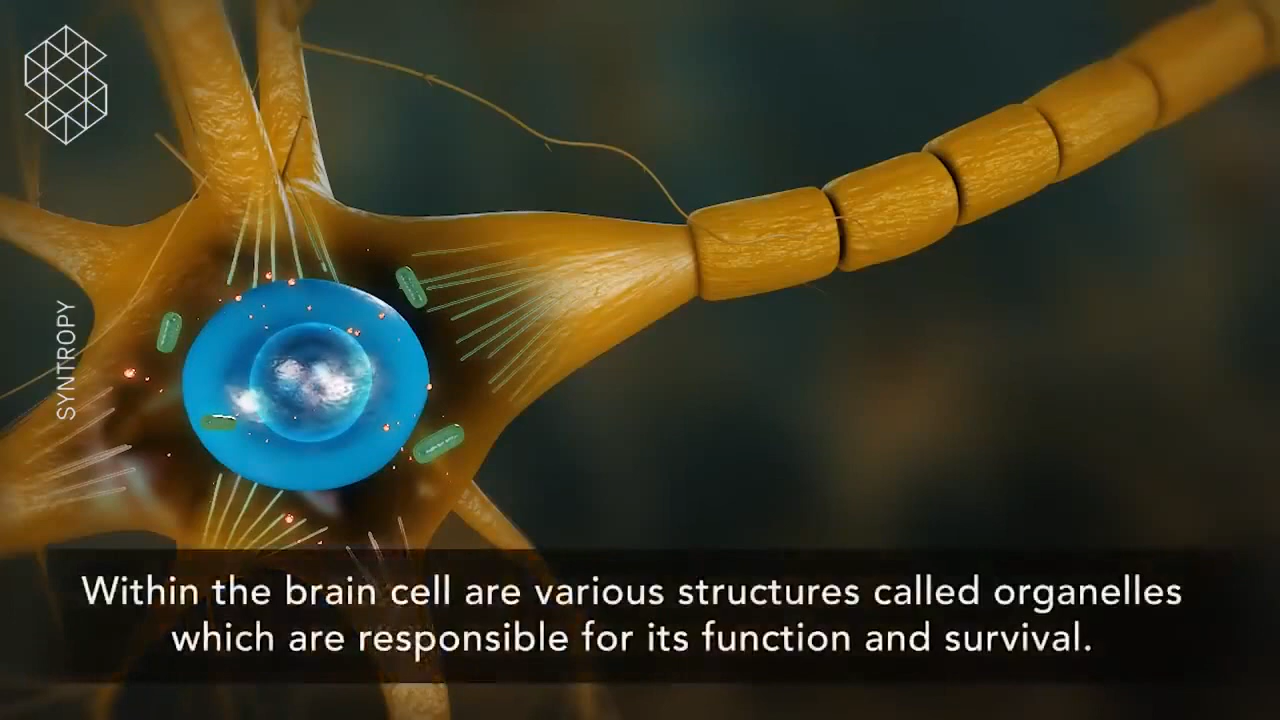 SYNTROPY
Within the brain cell are various structures called organelles
which are responsible for its function and survival.